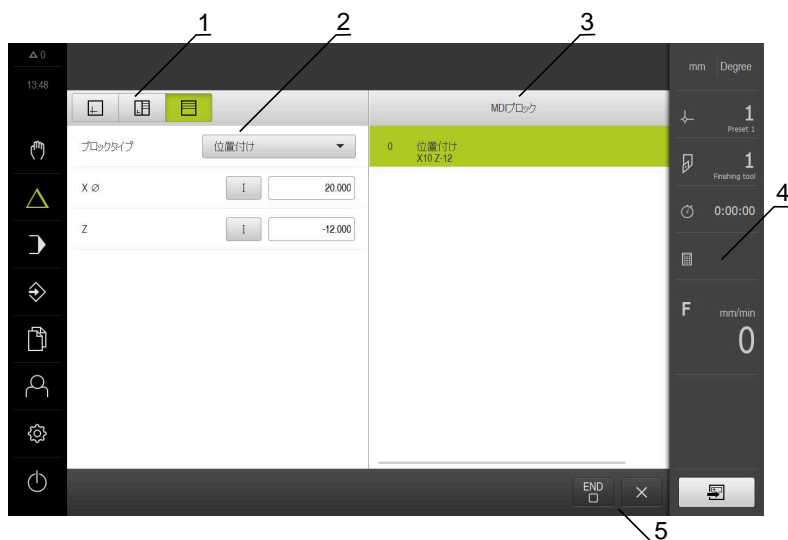 1
2
3
0
13:48
mm Degree
MDIブロック
1
Preset 1
ブロックタイプ
位置付け
0 位置付け
X10 Z-12
1
Finishing tool
X ⌀
I
20.000
4
0:00:00
Z
I
-12.000
F mm/min
0
END
5